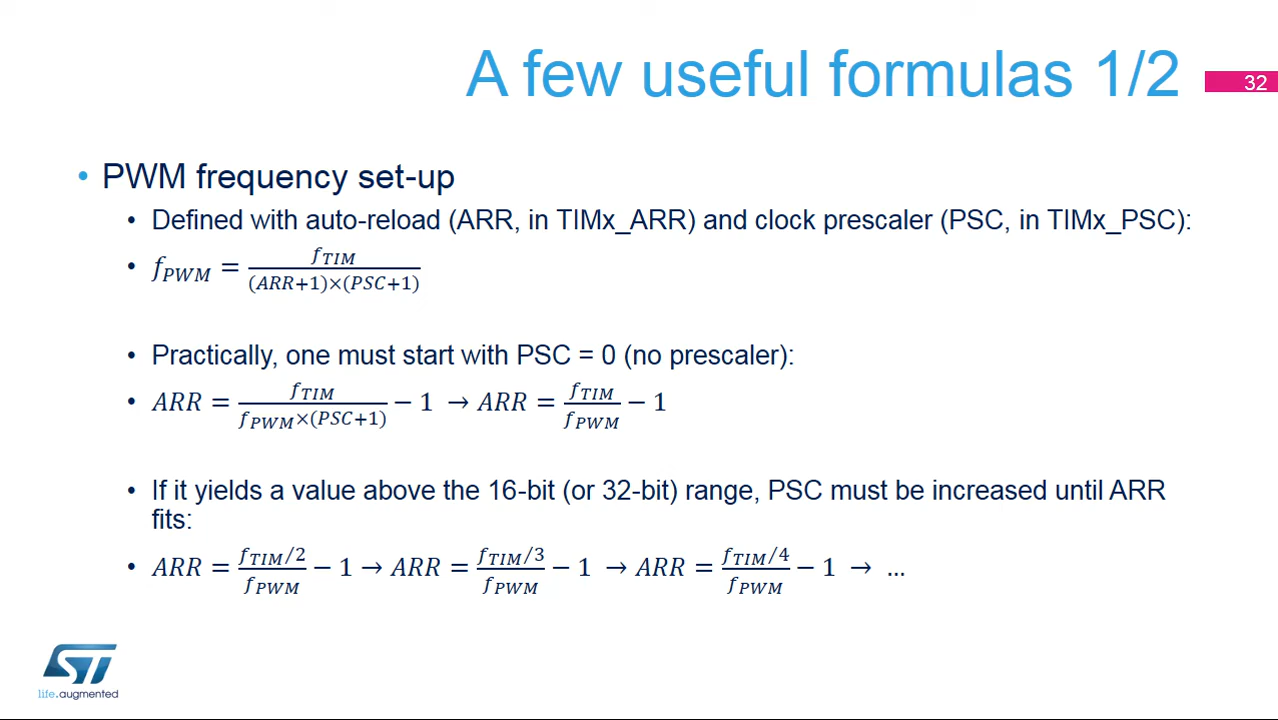 A few useful formulas 1/2
32
• PWM frequency set-up
• Defined with auto-reload (ARR, in TIMx_ARR) and clock prescaler (PSC, in TIMx_PSC):
• f_PWM = f_TIM / ((ARR+1)×(PSC+1))
• Practically, one must start with PSC = 0 (no prescaler):
• ARR = f_TIM / (f_PWM×(PSC+1)) − 1 → ARR = f_TIM / f_PWM − 1
• If it yields a value above the 16-bit (or 32-bit) range, PSC must be increased until ARR
fits:
• ARR = (f_TIM/2) / f_PWM − 1 → ARR = (f_TIM/3) / f_PWM − 1 → ARR = (f_TIM/4) / f_PWM − 1 → …
ST
life.augmented